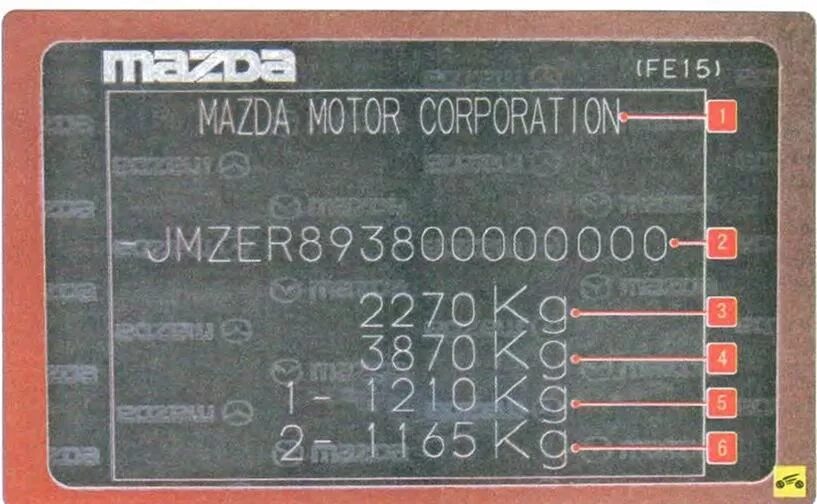 mazda (FE15)
MAZDA MOTOR CORPORATION 1
-JMZER893800000000 2
2270 Kg 3
3870 Kg 4
1- 1210 Kg 5
2- 1165 Kg 6